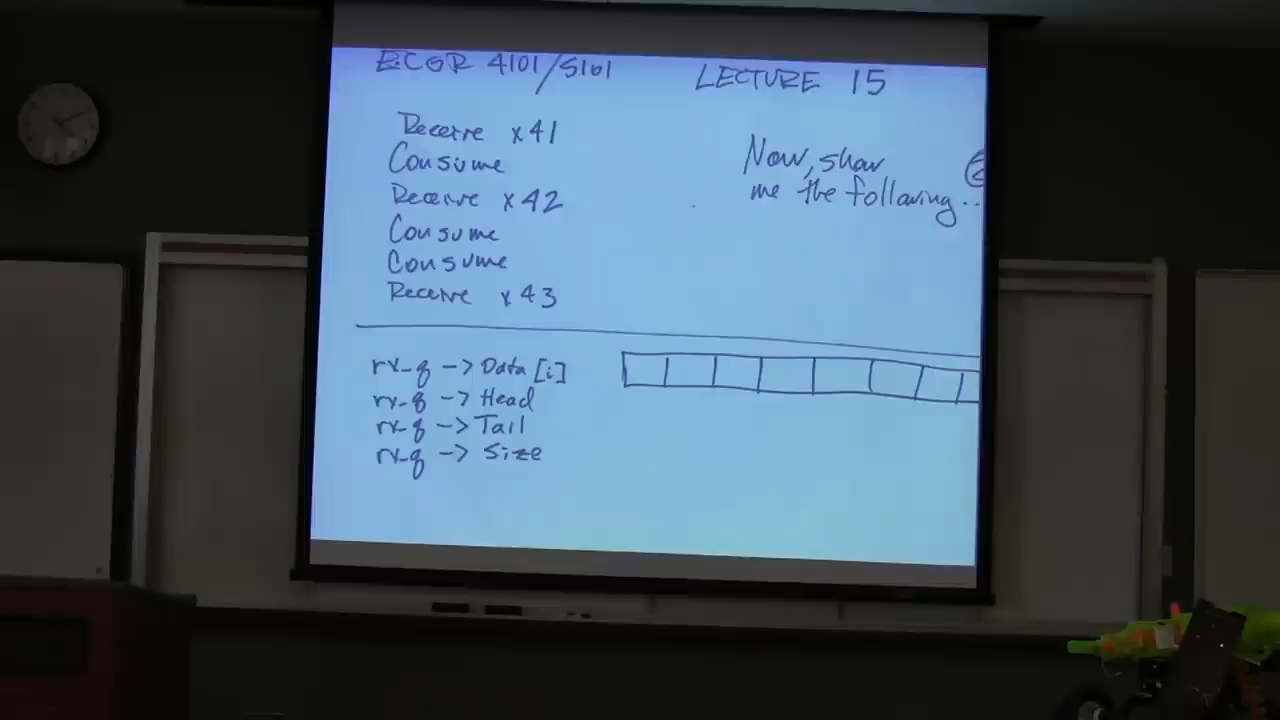 ECGR 4101/5101
LECTURE 15
Receive x41
Consume
Receive x42
Consume
Consume
Receive x43
Now, show
me the following..
rx_q -> Data [i]
rx_q -> Head
rx_q -> Tail
rx_q -> Size